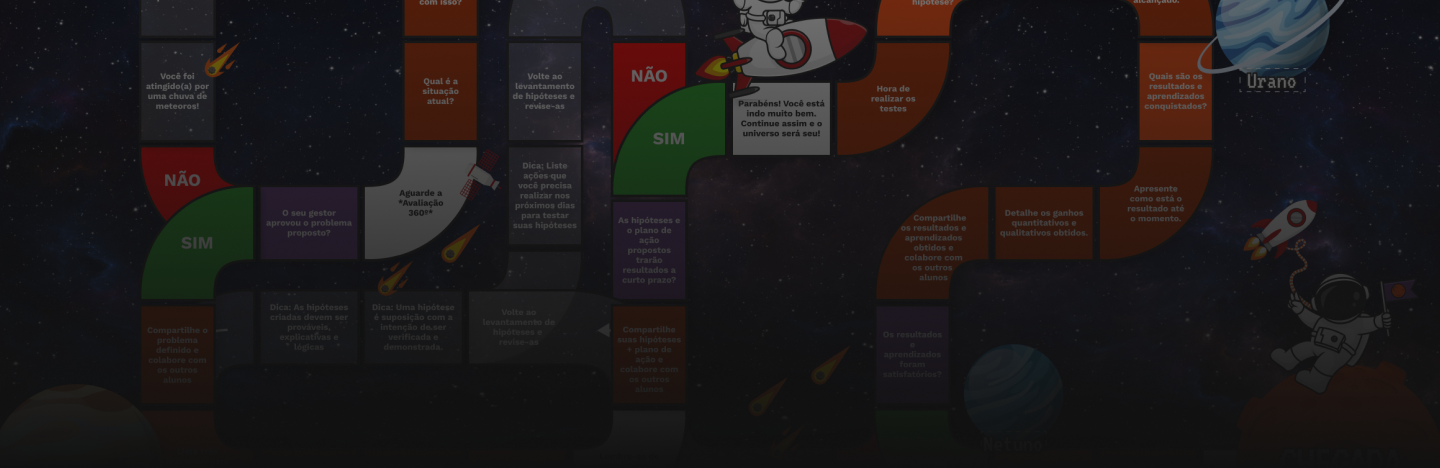 com isso?
hipótese?
alcançado.
Você foi
atingido(a) por
uma chuva de
meteoros!
Qual é a
situação
atual?
Volte ao
levantamento
de hipóteses e
revise-as
NÃO
SIM
Parabéns! Você está
indo muito bem.
Continue assim e o
universo será seu!
Hora de
realizar os
testes
Quais são os
resultados e
aprendizados
conquistados?
Urano
NÃO
SIM
O seu gestor
aprovou o problema
proposto?
Aguarde a
"Avaliação
360º"
Dica: Liste
ações que
você precisa
realizar nos
próximos dias
para testar
suas hipóteses
As hipóteses e
o plano de
ação
propostos
trarão
resultados a
curto prazo?
Compartilhe
os resultados e
aprendizados
obtidos e
colabore com
os outros
alunos
Detalhe os ganhos
quantitativos e
qualitativos obtidos.
Apresente
como está o
resultado até
o momento.
Compartilhe o
problema
definido e
colabore com
os outros
alunos
Dica: As hipóteses
criadas devem ser
prováveis,
explicativas e
lógicas
Dica: Uma hipótese
é suposição com a
intenção de ser
verificada e
demonstrada.
Volte ao
levantamento de
hipóteses e
revise-as
Compartilhe
suas hipóteses
+ plano de
ação e
colabore com
os outros
alunos
Os resultados
e
aprendizados
foram
satisfatórios?
Netuno
CHEGADA